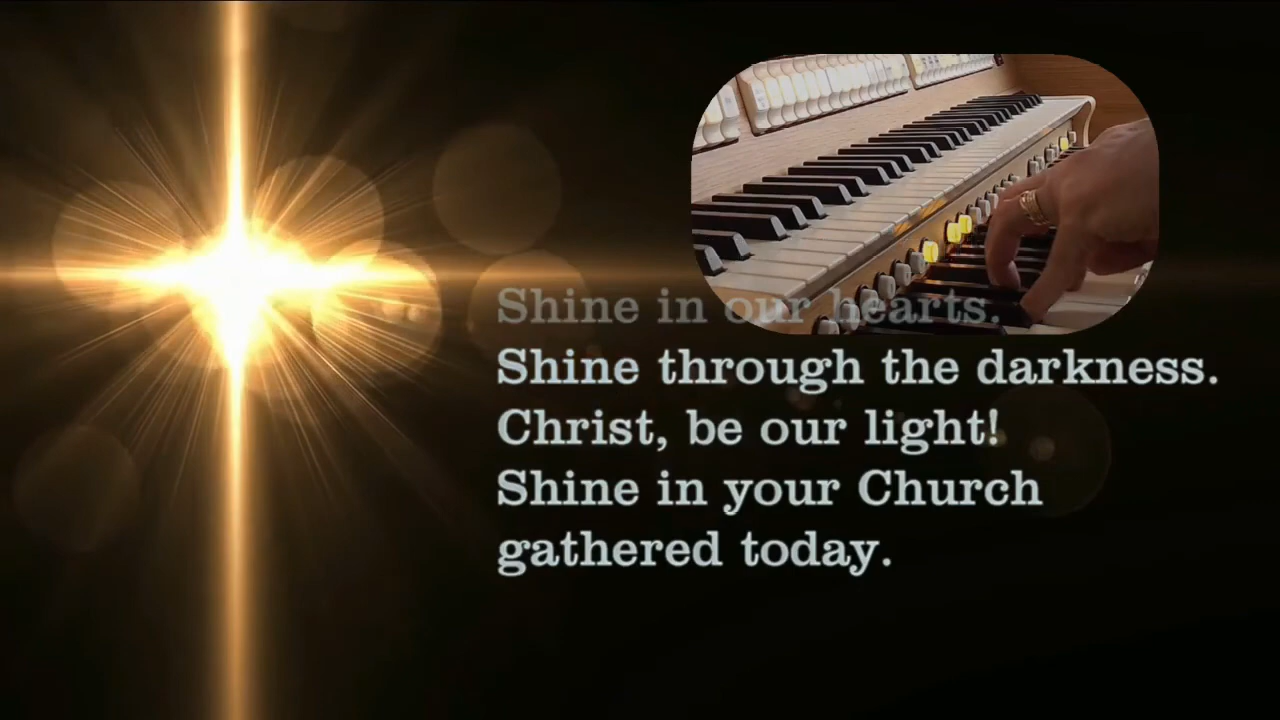 Shine in our hearts.
Shine through the darkness.
Christ, be our light!
Shine in your Church
gathered today.